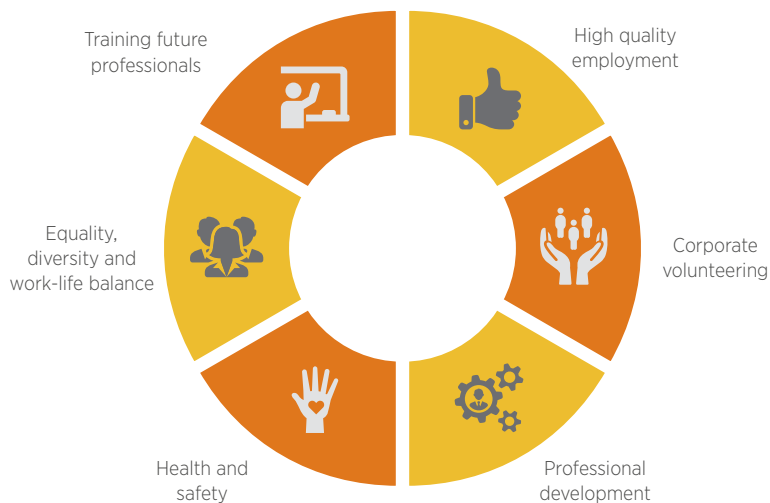 Training future
professionals
High quality
employment
Equality,
diversity and
work-life balance
Corporate
volunteering
Health and
safety
Professional
development